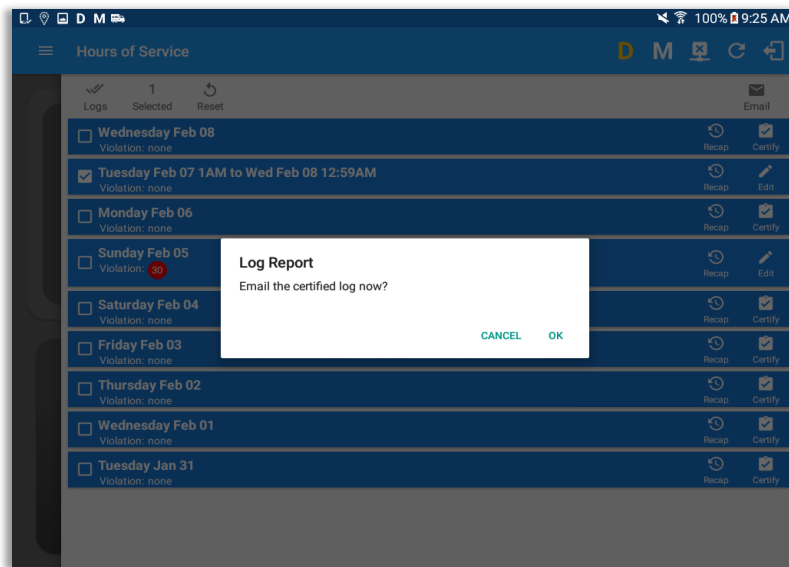 D M 100% 9:25 AM
Hours of Service D M
Logs 1 Selected Reset Email
Wednesday Feb 08
Violation: none
Recap Certify
Tuesday Feb 07 1AM to Wed Feb 08 12:59AM
Violation: none
Recap Edit
Monday Feb 06
Violation: none
Recap Certify
Sunday Feb 05
Violation: 30
Recap Edit
Log Report
Email the certified log now?
CANCEL OK
Saturday Feb 04
Violation: none
Recap Certify
Friday Feb 03
Violation: none
Recap Certify
Thursday Feb 02
Violation: none
Recap Certify
Wednesday Feb 01
Violation: none
Recap Certify
Tuesday Jan 31
Violation: none
Recap Certify